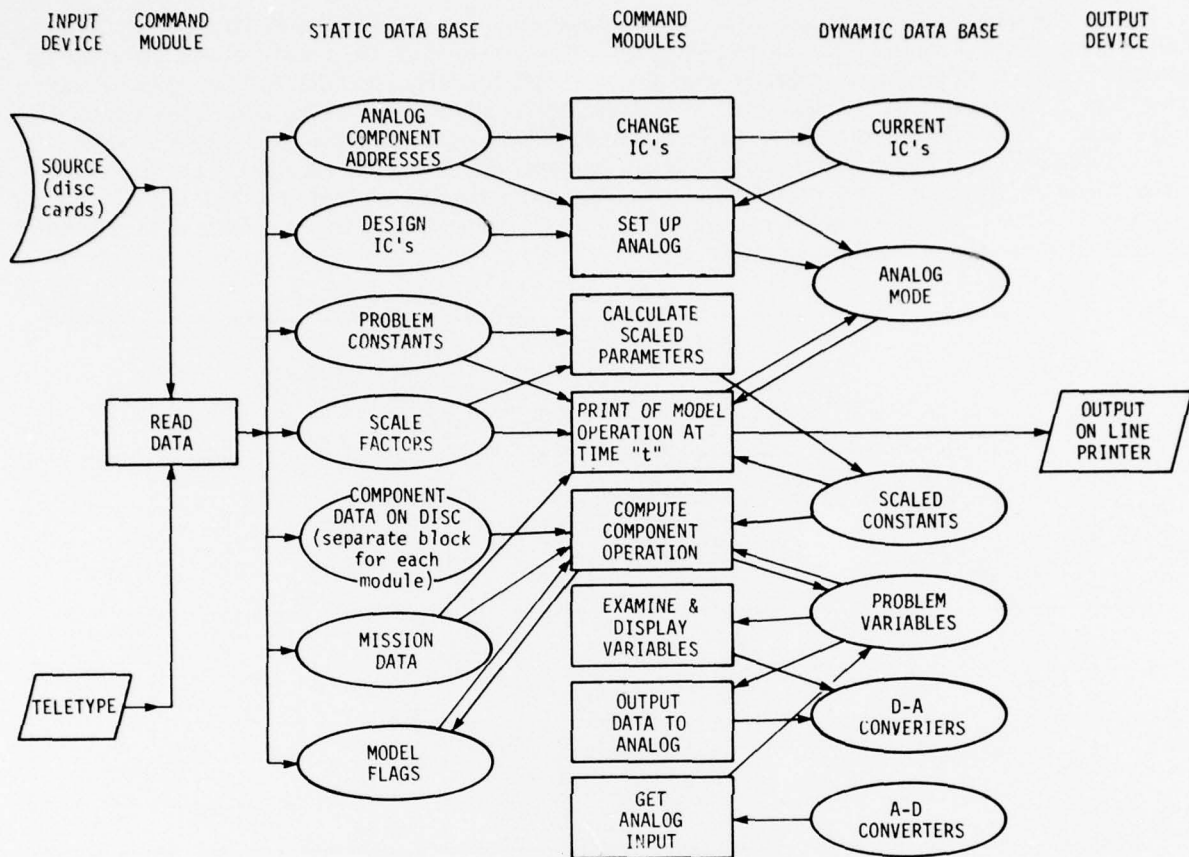 INPUT
DEVICE
COMMAND
MODULE
STATIC DATA BASE
COMMAND
MODULES
DYNAMIC DATA BASE
OUTPUT
DEVICE
SOURCE
(disc
cards)
TELETYPE
READ
DATA
ANALOG
COMPONENT
ADDRESSES
DESIGN
IC's
PROBLEM
CONSTANTS
SCALE
FACTORS
COMPONENT
DATA ON DISC
(separate block
for each
module)
MISSION
DATA
MODEL
FLAGS
CHANGE
IC's
SET UP
ANALOG
CALCULATE
SCALED
PARAMETERS
PRINT OF MODEL
OPERATION AT
TIME "t"
COMPUTE
COMPONENT
OPERATION
EXAMINE &
DISPLAY
VARIABLES
OUTPUT
DATA TO
ANALOG
GET
ANALOG
INPUT
CURRENT
IC's
ANALOG
MODE
SCALED
CONSTANTS
PROBLEM
VARIABLES
D-A
CONVERIERS
A-D
CONVERTERS
OUTPUT
ON LINE
PRINTER